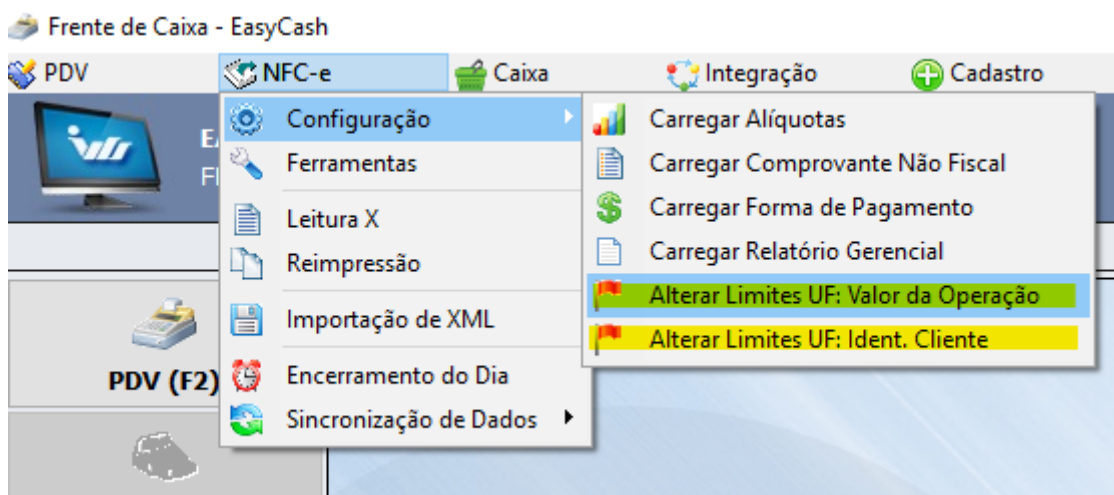 Frente de Caixa - EasyCash
PDV
NFC-e
Caixa
Integração
Cadastro
Configuração
Ferramentas
Leitura X
Reimpressão
Importação de XML
Encerramento do Dia
Sincronização de Dados
Carregar Alíquotas
Carregar Comprovante Não Fiscal
Carregar Forma de Pagamento
Carregar Relatório Gerencial
Alterar Limites UF: Valor da Operação
Alterar Limites UF: Ident. Cliente
PDV (F2)